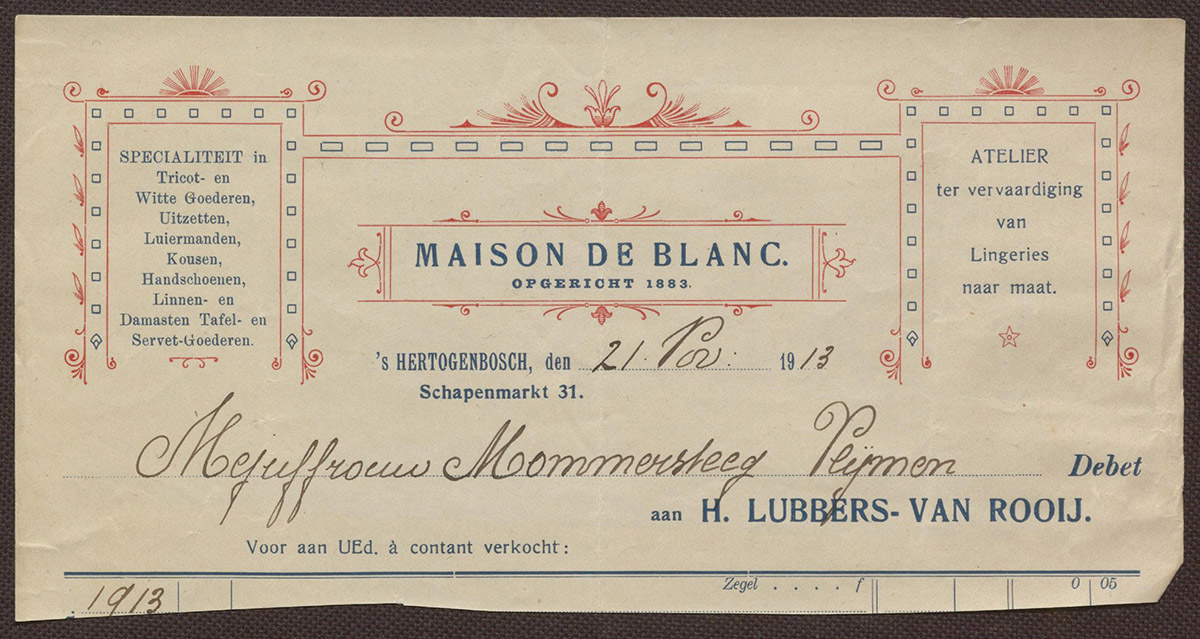 SPECIALITEIT in
Tricot- en
Witte Goederen,
Uitzetten,
Luiermanden,
Kousen,
Handschoenen,
Linnen- en
Damasten Tafel- en
Servet-Goederen.
MAISON DE BLANC.
OPGERICHT 1883.
ATELIER
ter vervaardiging
van
Lingeries
naar maat.
's HERTOGENBOSCH, den 21. Nov. 1913
Schapenmarkt 31.
Mejuffrouw Mommersteeg Debet
aan H. LUBBERS-VAN ROOIJ.
Voor aan UEd. à contant verkocht:
Zegel . . . . f 0 05
1913